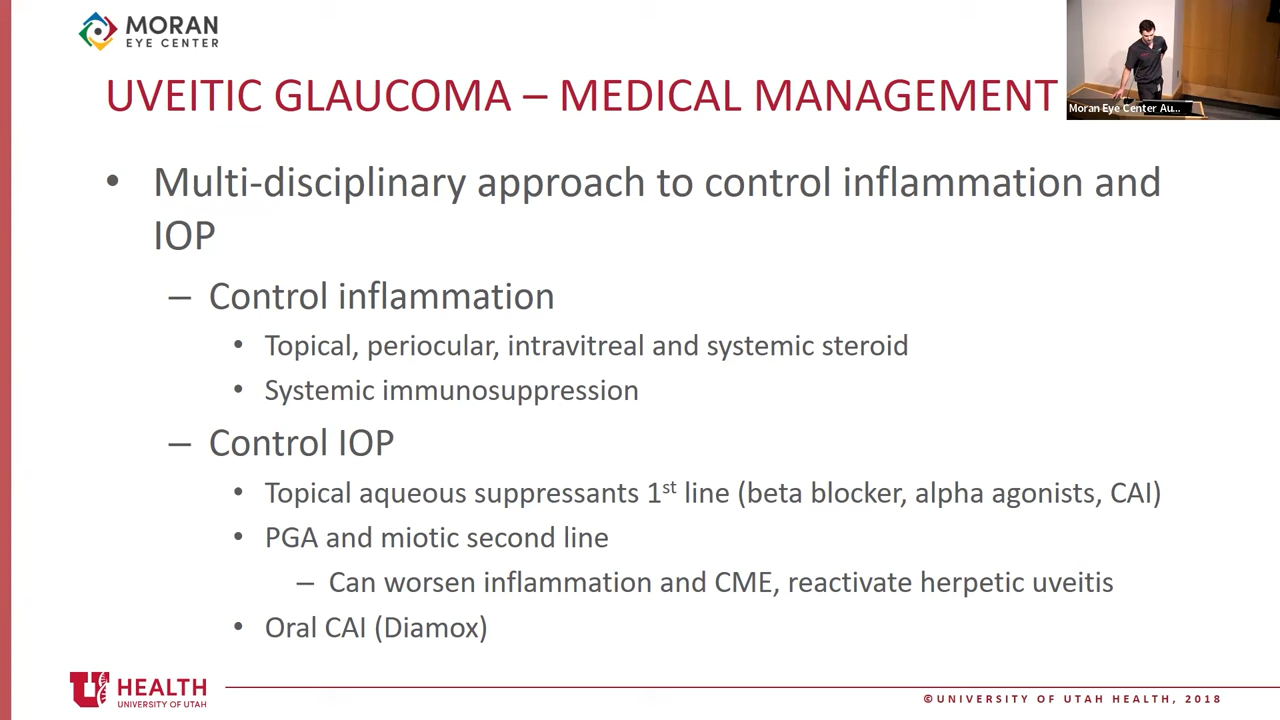 MORAN
EYE CENTER
UVEITIC GLAUCOMA – MEDICAL MANAGEMENT
Moran Eye Center Au...
• Multi-disciplinary approach to control inflammation and
IOP
– Control inflammation
• Topical, periocular, intravitreal and systemic steroid
• Systemic immunosuppression
– Control IOP
• Topical aqueous suppressants 1st line (beta blocker, alpha agonists, CAI)
• PGA and miotic second line
– Can worsen inflammation and CME, reactivate herpetic uveitis
• Oral CAI (Diamox)
U HEALTH
UNIVERSITY OF UTAH
©UNIVERSITY OF UTAH HEALTH, 2018